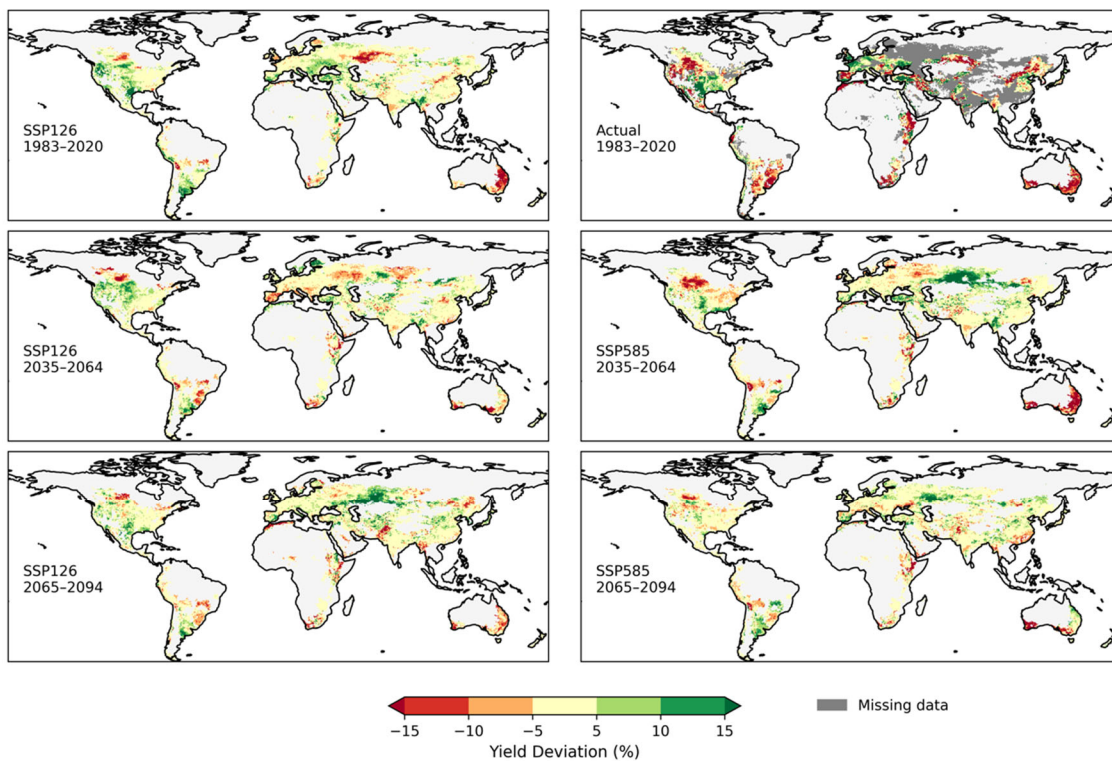 SSP126
1983–2020
Actual
1983–2020
SSP126
2035–2064
SSP585
2035–2064
SSP126
2065–2094
SSP585
2065–2094
−15 −10 −5 5 10 15
Yield Deviation (%)
Missing data